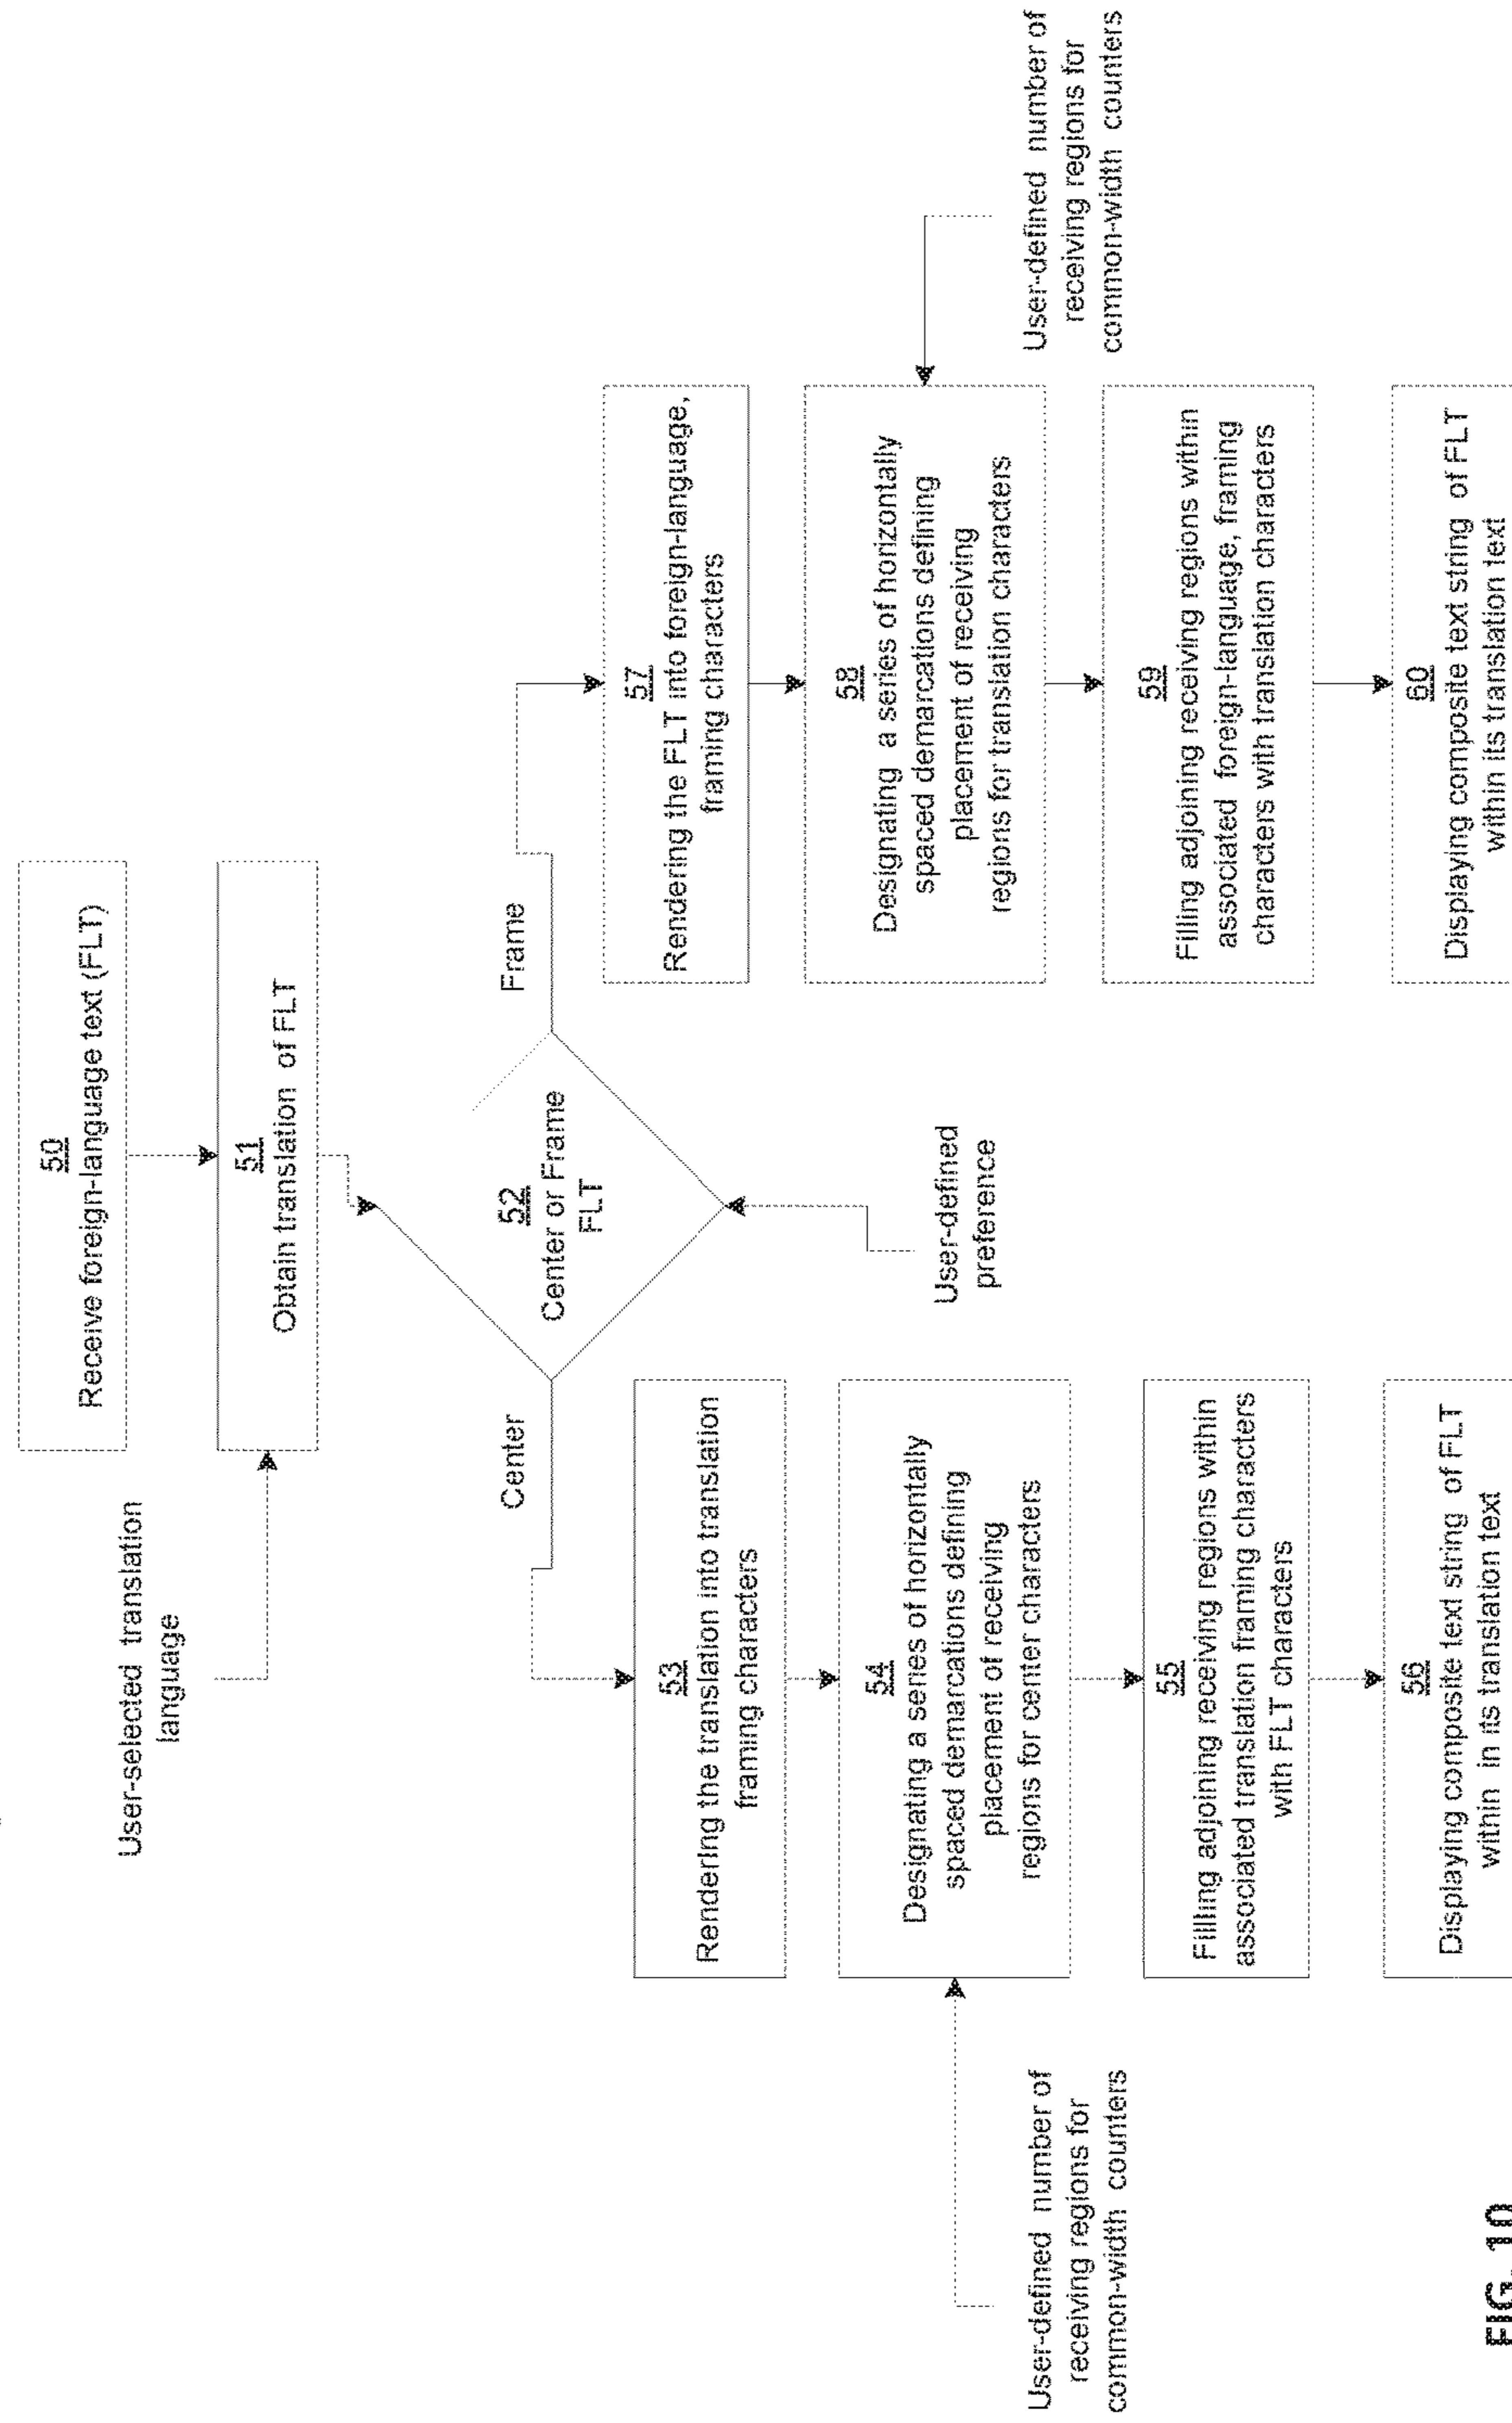 50
Receive foreign-language text (FLT)
User-selected translation
language
51
Obtain translation of FLT
Center
52
Center or Frame
FLT
Frame
User-defined
preference
53
Rendering the translation into translation
framing characters
User-defined number of
receiving regions for
common-width counters
54
Designating a series of horizontally
spaced demarcations defining
placement of receiving
regions for center characters
55
Filling adjoining receiving regions within
associated translation framing characters
with FLT characters
56
Displaying composite text string of FLT
within in its translation text
57
Rendering the FLT into foreign-language,
framing characters
58
Designating a series of horizontally
spaced demarcations defining
placement of receiving
regions for translation characters
User-defined number of
receiving regions for
common-width counters
59
Filling adjoining receiving regions within
associated foreign-language, framing
characters with translation characters
60
Displaying composite text string of FLT
within its translation text
FIG. 10